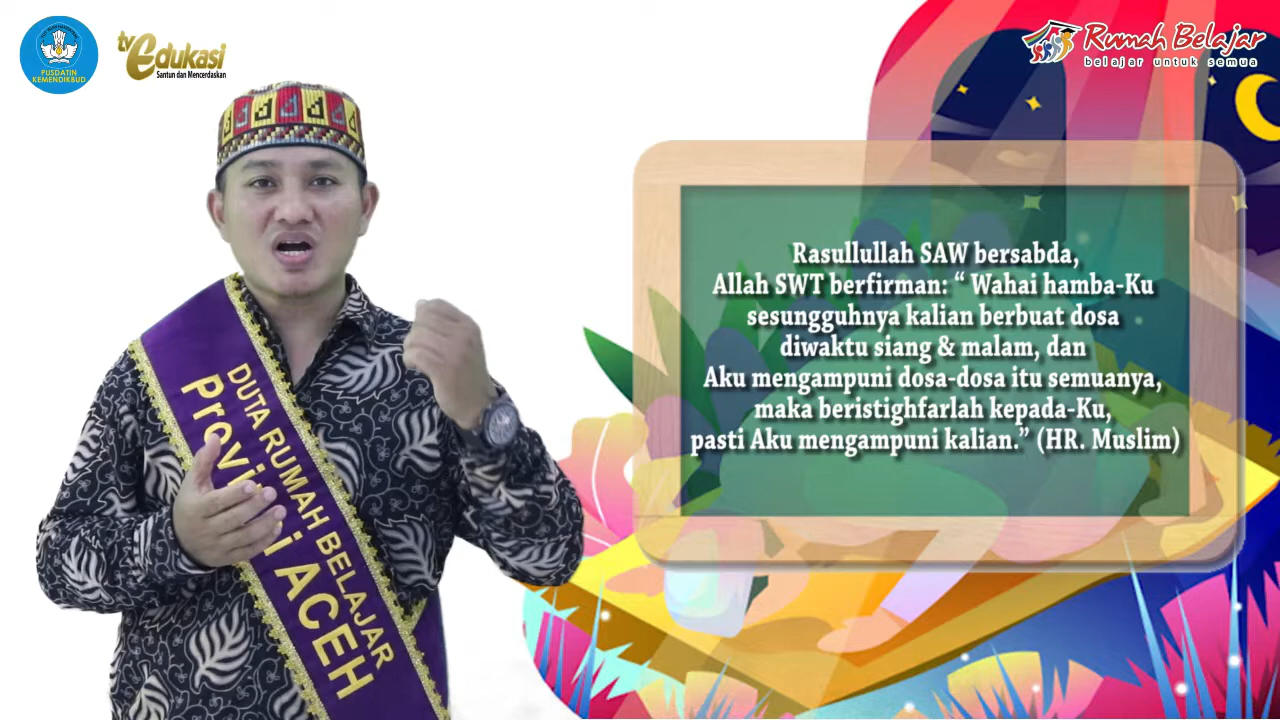 PUSDATIN
KEMENDIKBUD
tv Edukasi
Santun dan Mencerdaskan
Rumah Belajar
belajar untuk semua
Rasullullah SAW bersabda,
Allah SWT berfirman: “ Wahai hamba-Ku
sesungguhnya kalian berbuat dosa
diwaktu siang & malam, dan
Aku mengampuni dosa-dosa itu semuanya,
maka beristighfarlah kepada-Ku,
pasti Aku mengampuni kalian.” (HR. Muslim)
DUTA RUMAH BELAJAR
ACEH